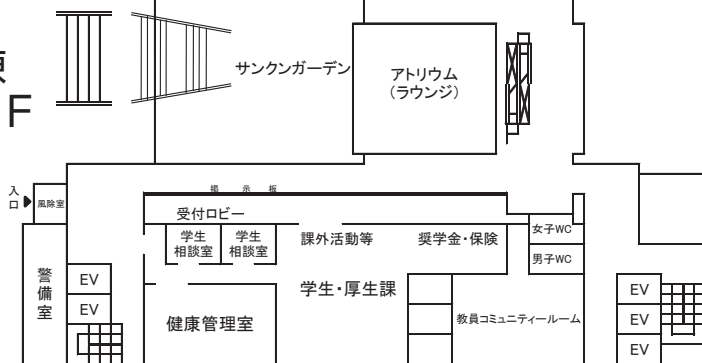 棟
F
サンクンガーデン
アトリウム
（ラウンジ）
入口
風除室
掲示板
受付ロビー
学生
相談室
学生
相談室
課外活動等
奨学金・保険
女子WC
男子WC
警備室
EV
EV
学生・厚生課
健康管理室
教員コミュニティールーム
EV
EV
EV